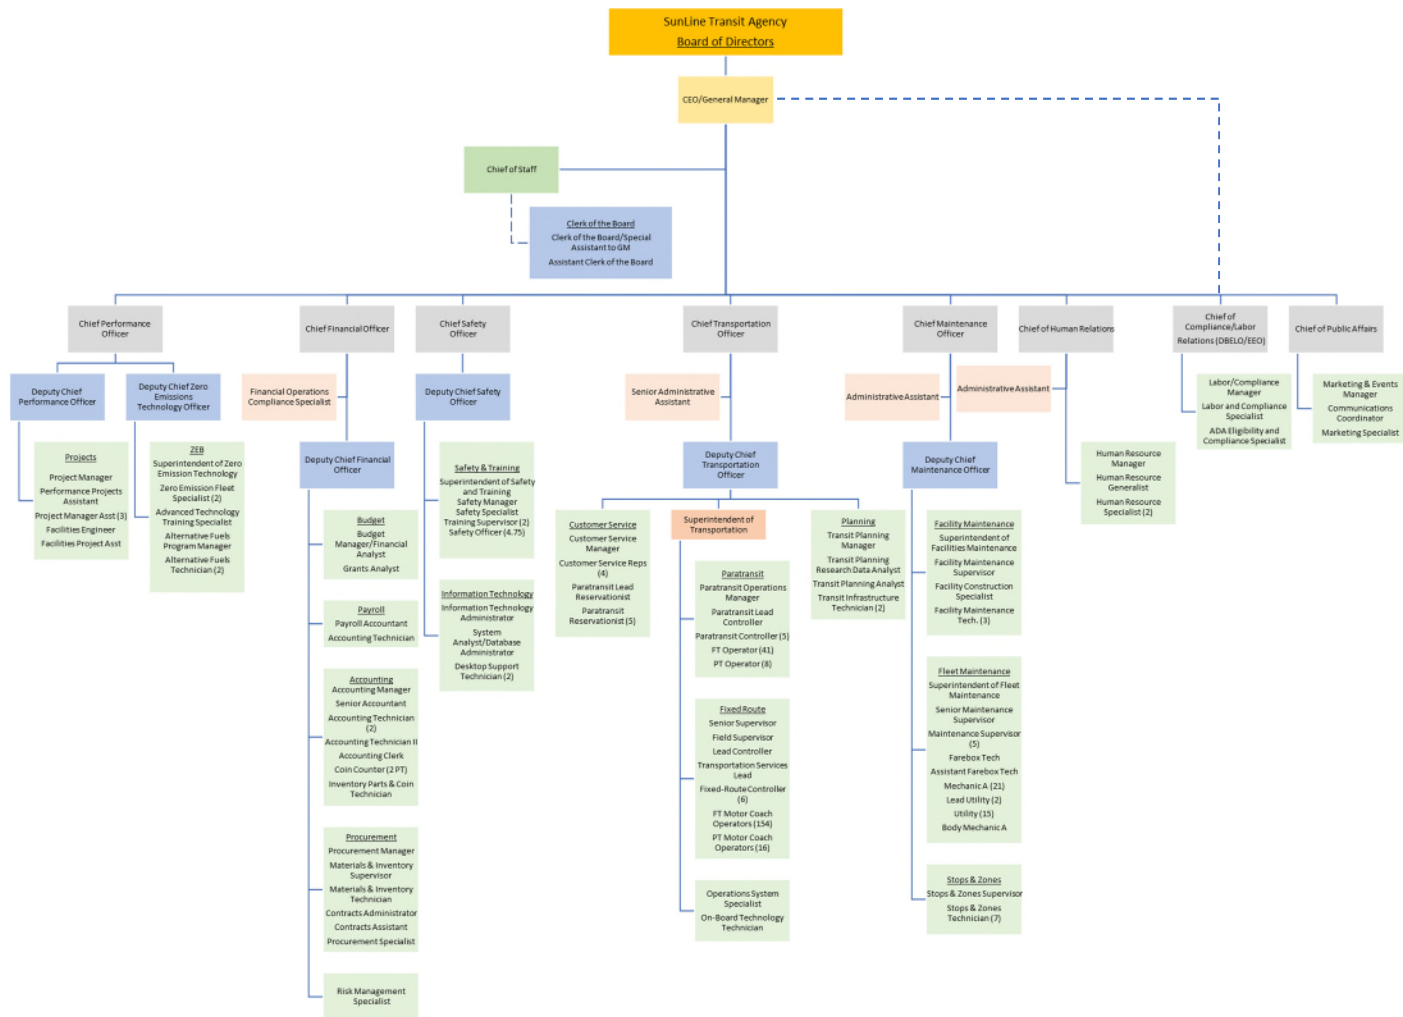 SunLine Transit Agency
Board of Directors
CEO/General Manager
Chief of Staff
Clerk of the Board
Clerk of the Board/Special
Assistant to GM
Assistant Clerk of the Board
Chief Performance
Officer
Chief Financial Officer
Chief Safety
Officer
Chief Transportation
Officer
Chief Maintenance
Officer
Chief of Human Relations
Chief of
Compliance/Labor
Relations (DBELO/EEO)
Chief of Public Affairs
Deputy Chief
Performance Officer
Deputy Chief Zero
Emissions
Technology Officer
Financial Operations
Compliance Specialist
Deputy Chief Safety
Officer
Senior Administrative
Assistant
Administrative Assistant
Administrative Assistant
Labor/Compliance
Manager
Labor and Compliance
Specialist
ADA Eligibility and
Compliance Specialist
Marketing & Events
Manager
Communications
Coordinator
Marketing Specialist
Projects
Project Manager
Performance Projects
Assistant
Project Manager Asst (3)
Facilities Engineer
Facilities Project Asst
ZEB
Superintendent of Zero
Emission Technology
Zero Emission Fleet
Specialist (2)
Advanced Technology
Training Specialist
Alternative Fuels
Program Manager
Alternative Fuels
Technician (2)
Deputy Chief Financial
Officer
Budget
Budget
Manager/Financial
Analyst
Grants Analyst
Payroll
Payroll Accountant
Accounting Technician
Accounting
Accounting Manager
Senior Accountant
Accounting Technician
(2)
Accounting Technician II
Accounting Clerk
Coin Counter (2 PT)
Inventory Parts & Coin
Technician
Procurement
Procurement Manager
Materials & Inventory
Supervisor
Materials & Inventory
Technician
Contracts Administrator
Contracts Assistant
Procurement Specialist
Risk Management
Specialist
Safety & Training
Superintendent of Safety
and Training
Safety Manager
Safety Specialist
Training Supervisor (2)
Safety Officer (4.75)
Information Technology
Information Technology
Administrator
System
Analyst/Database
Administrator
Desktop Support
Technician (2)
Deputy Chief
Transportation
Officer
Customer Service
Customer Service
Manager
Customer Service Reps
(4)
Paratransit Lead
Reservationist
Paratransit
Reservationist (5)
Superintendent of
Transportation
Paratransit
Paratransit Operations
Manager
Paratransit Lead
Controller
Paratransit Controller (5)
FT Operator (41)
PT Operator (8)
Fixed Route
Senior Supervisor
Field Supervisor
Lead Controller
Transportation Services
Lead
Fixed-Route Controller
(6)
FT Motor Coach
Operators (154)
PT Motor Coach
Operators (16)
Operations System
Specialist
On-Board Technology
Technician
Planning
Transit Planning
Manager
Transit Planning
Research Data Analyst
Transit Planning Analyst
Transit Infrastructure
Technician (2)
Deputy Chief
Maintenance Officer
Facility Maintenance
Superintendent of
Facilities Maintenance
Facility Maintenance
Supervisor
Facility Construction
Specialist
Facility Maintenance
Tech. (3)
Fleet Maintenance
Superintendent of Fleet
Maintenance
Senior Maintenance
Supervisor
Maintenance Supervisor
(5)
Farebox Tech
Assistant Farebox Tech
Mechanic A (21)
Lead Utility (2)
Utility (15)
Body Mechanic A
Stops & Zones
Stops & Zones Supervisor
Stops & Zones
Technician (7)
Human Resource
Manager
Human Resource
Generalist
Human Resource
Specialist (2)